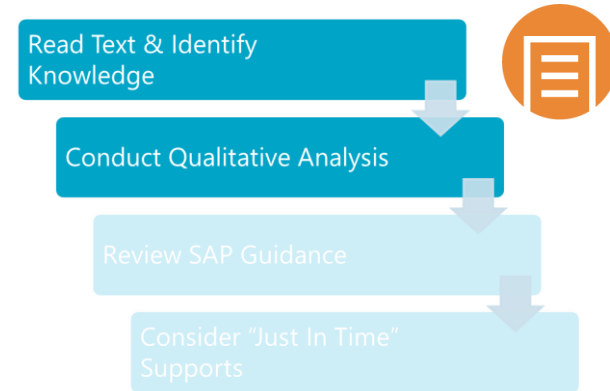 Read Text & Identify
Knowledge
Conduct Qualitative Analysis
Review SAP Guidance
Consider "Just In Time"
Supports